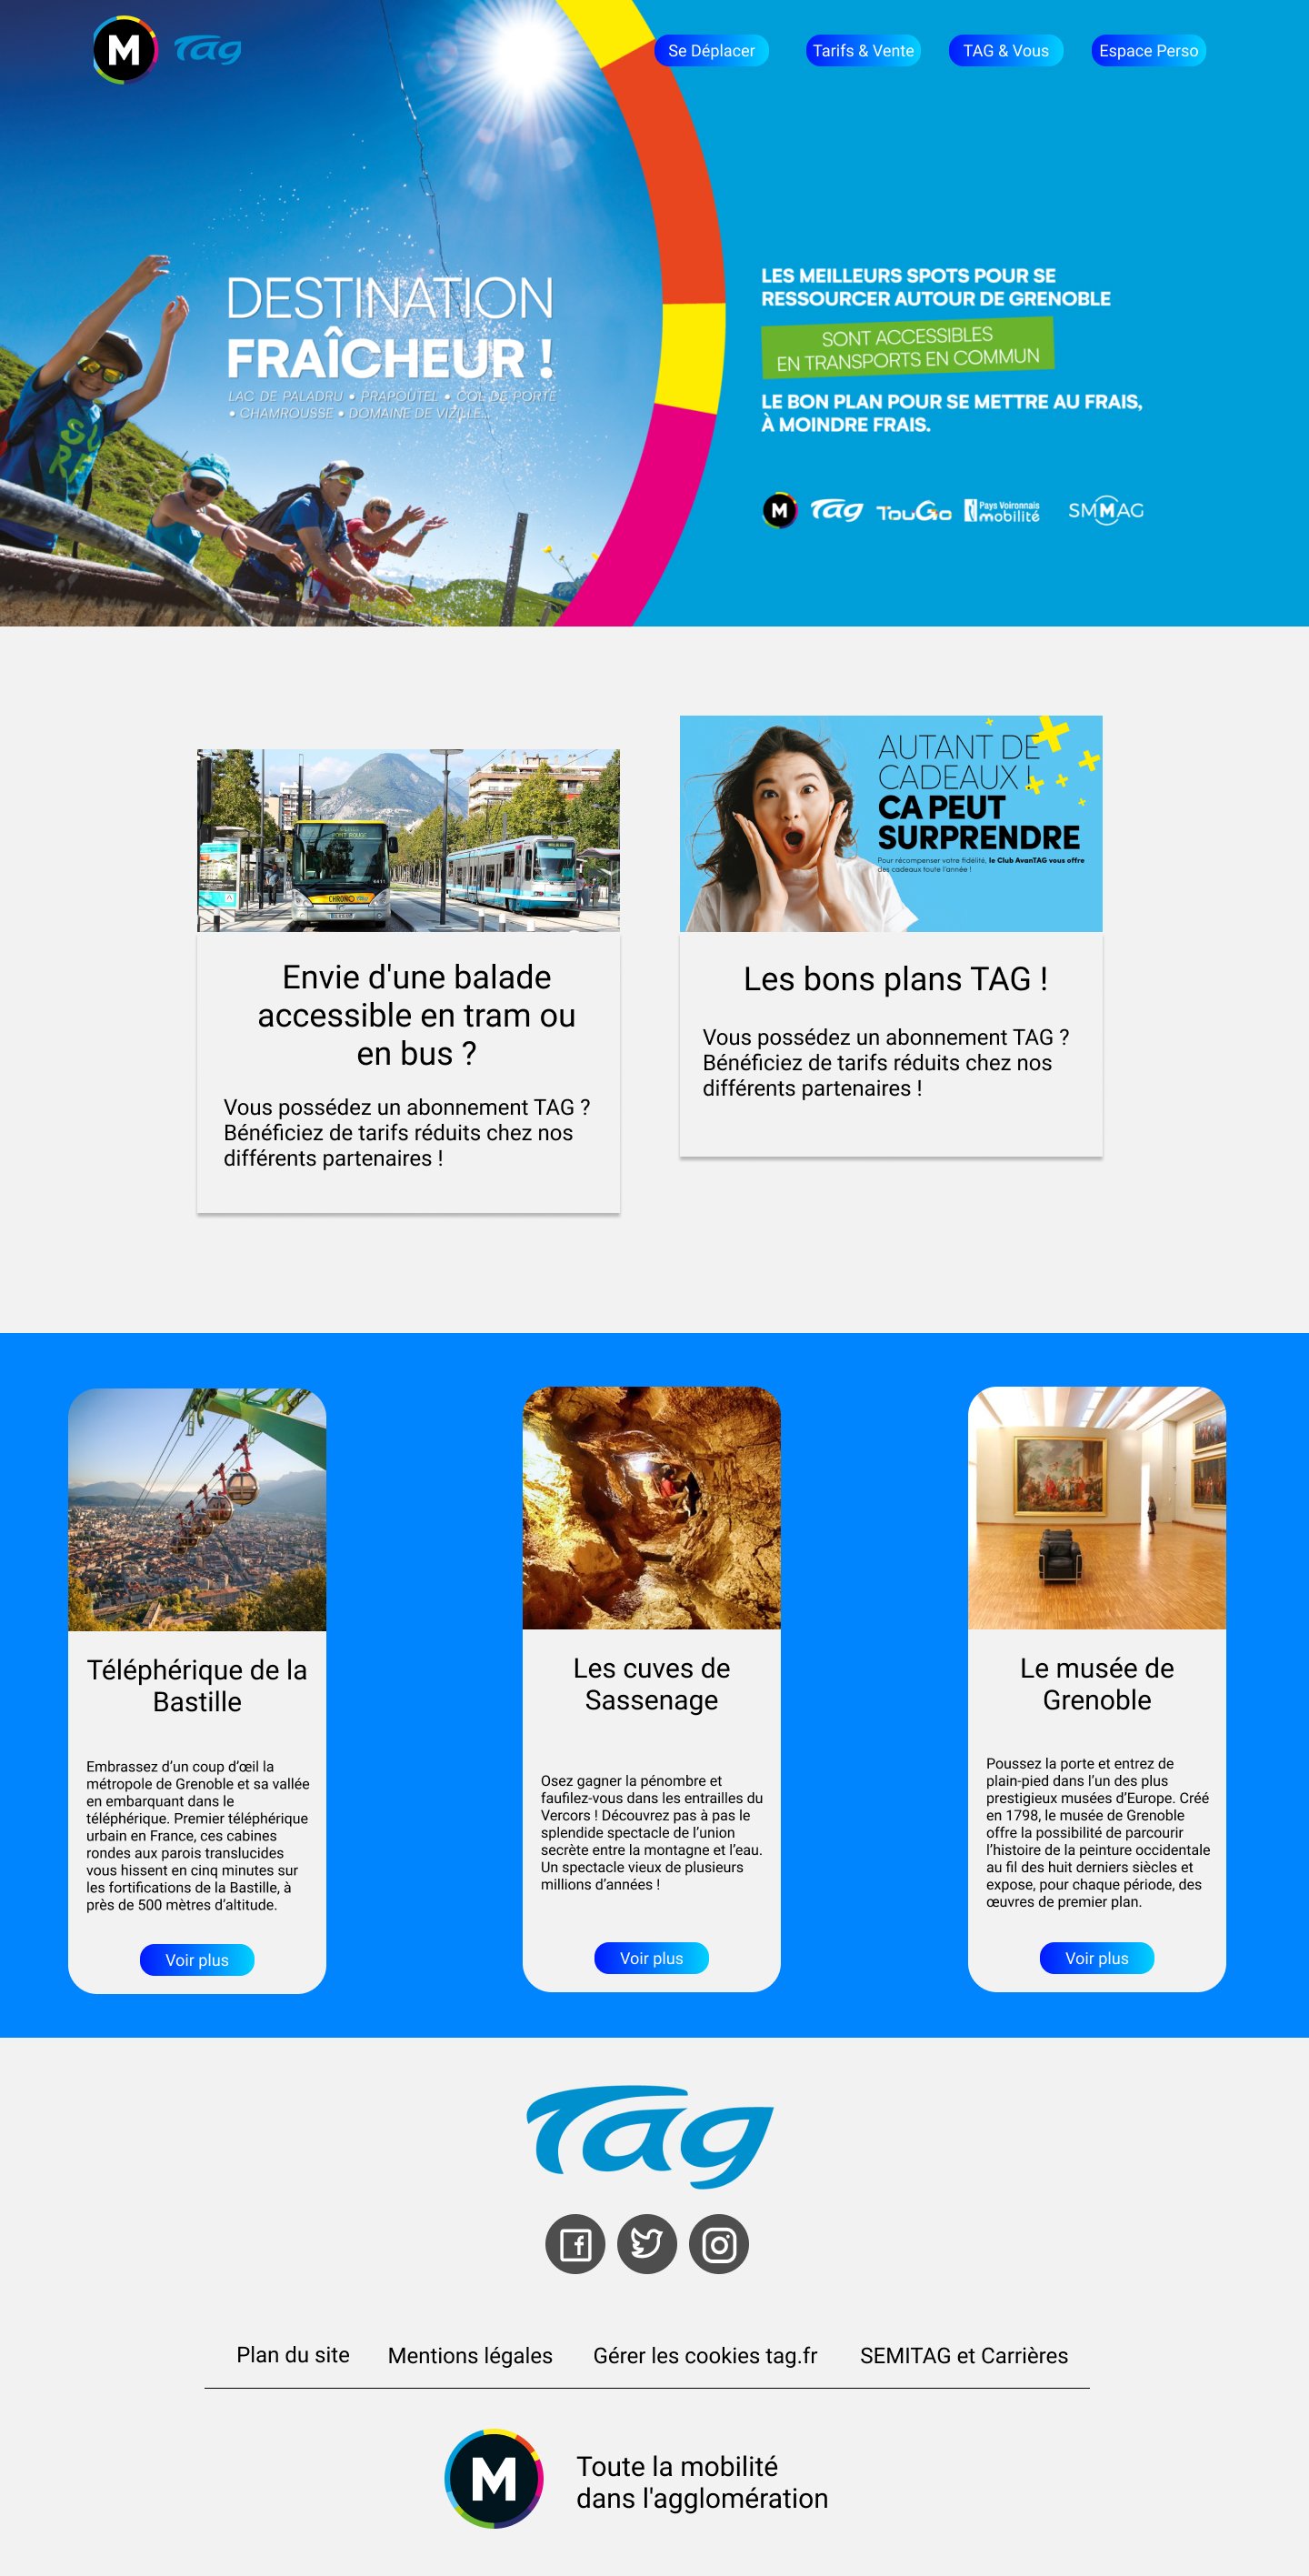 M
Tag
Se Déplacer
Tarifs & Vente
TAG & Vous
Espace Perso
DESTINATION
FRAÎCHEUR !
LAC DE PALADRU • PRAPOUTEL • COL DE PORTE
• CHAMROUSSE • DOMAINE DE VIZILLE...
LES MEILLEURS SPOTS POUR SE
RESSOURCER AUTOUR DE GRENOBLE
SONT ACCESSIBLES
EN TRANSPORTS EN COMMUN
LE BON PLAN POUR SE METTRE AU FRAIS,
À MOINDRE FRAIS.
M
Tag
TouGo
Pays Voironnais
mobilité
SMMAG
CHRONO
Envie d'une balade
accessible en tram ou
en bus ?
Vous possédez un abonnement TAG ?
Bénéficiez de tarifs réduits chez nos
différents partenaires !
AUTANT DE
CADEAUX !
CA PEUT
SURPRENDRE
Pour récompenser votre fidélité, le Club AvanTAG vous offre
des cadeaux toute l'année !
Les bons plans TAG !
Vous possédez un abonnement TAG ?
Bénéficiez de tarifs réduits chez nos
différents partenaires !
Téléphérique de la
Bastille
Embrassez d’un coup d’œil la
métropole de Grenoble et sa vallée
en embarquant dans le
téléphérique. Premier téléphérique
urbain en France, ces cabines
rondes aux parois translucides
vous hissent en cinq minutes sur
les fortifications de la Bastille, à
près de 500 mètres d’altitude.
Voir plus
Les cuves de
Sassenage
Osez gagner la pénombre et
faufilez-vous dans les entrailles du
Vercors ! Découvrez pas à pas le
splendide spectacle de l’union
secrète entre la montagne et l’eau.
Un spectacle vieux de plusieurs
millions d’années !
Voir plus
Le musée de
Grenoble
Poussez la porte et entrez de
plain-pied dans l’un des plus
prestigieux musées d’Europe. Créé
en 1798, le musée de Grenoble
offre la possibilité de parcourir
l’histoire de la peinture occidentale
au fil des huit derniers siècles et
expose, pour chaque période, des
œuvres de premier plan.
Voir plus
Tag
Plan du site
Mentions légales
Gérer les cookies tag.fr
SEMITAG et Carrières
M
Toute la mobilité
dans l'agglomération